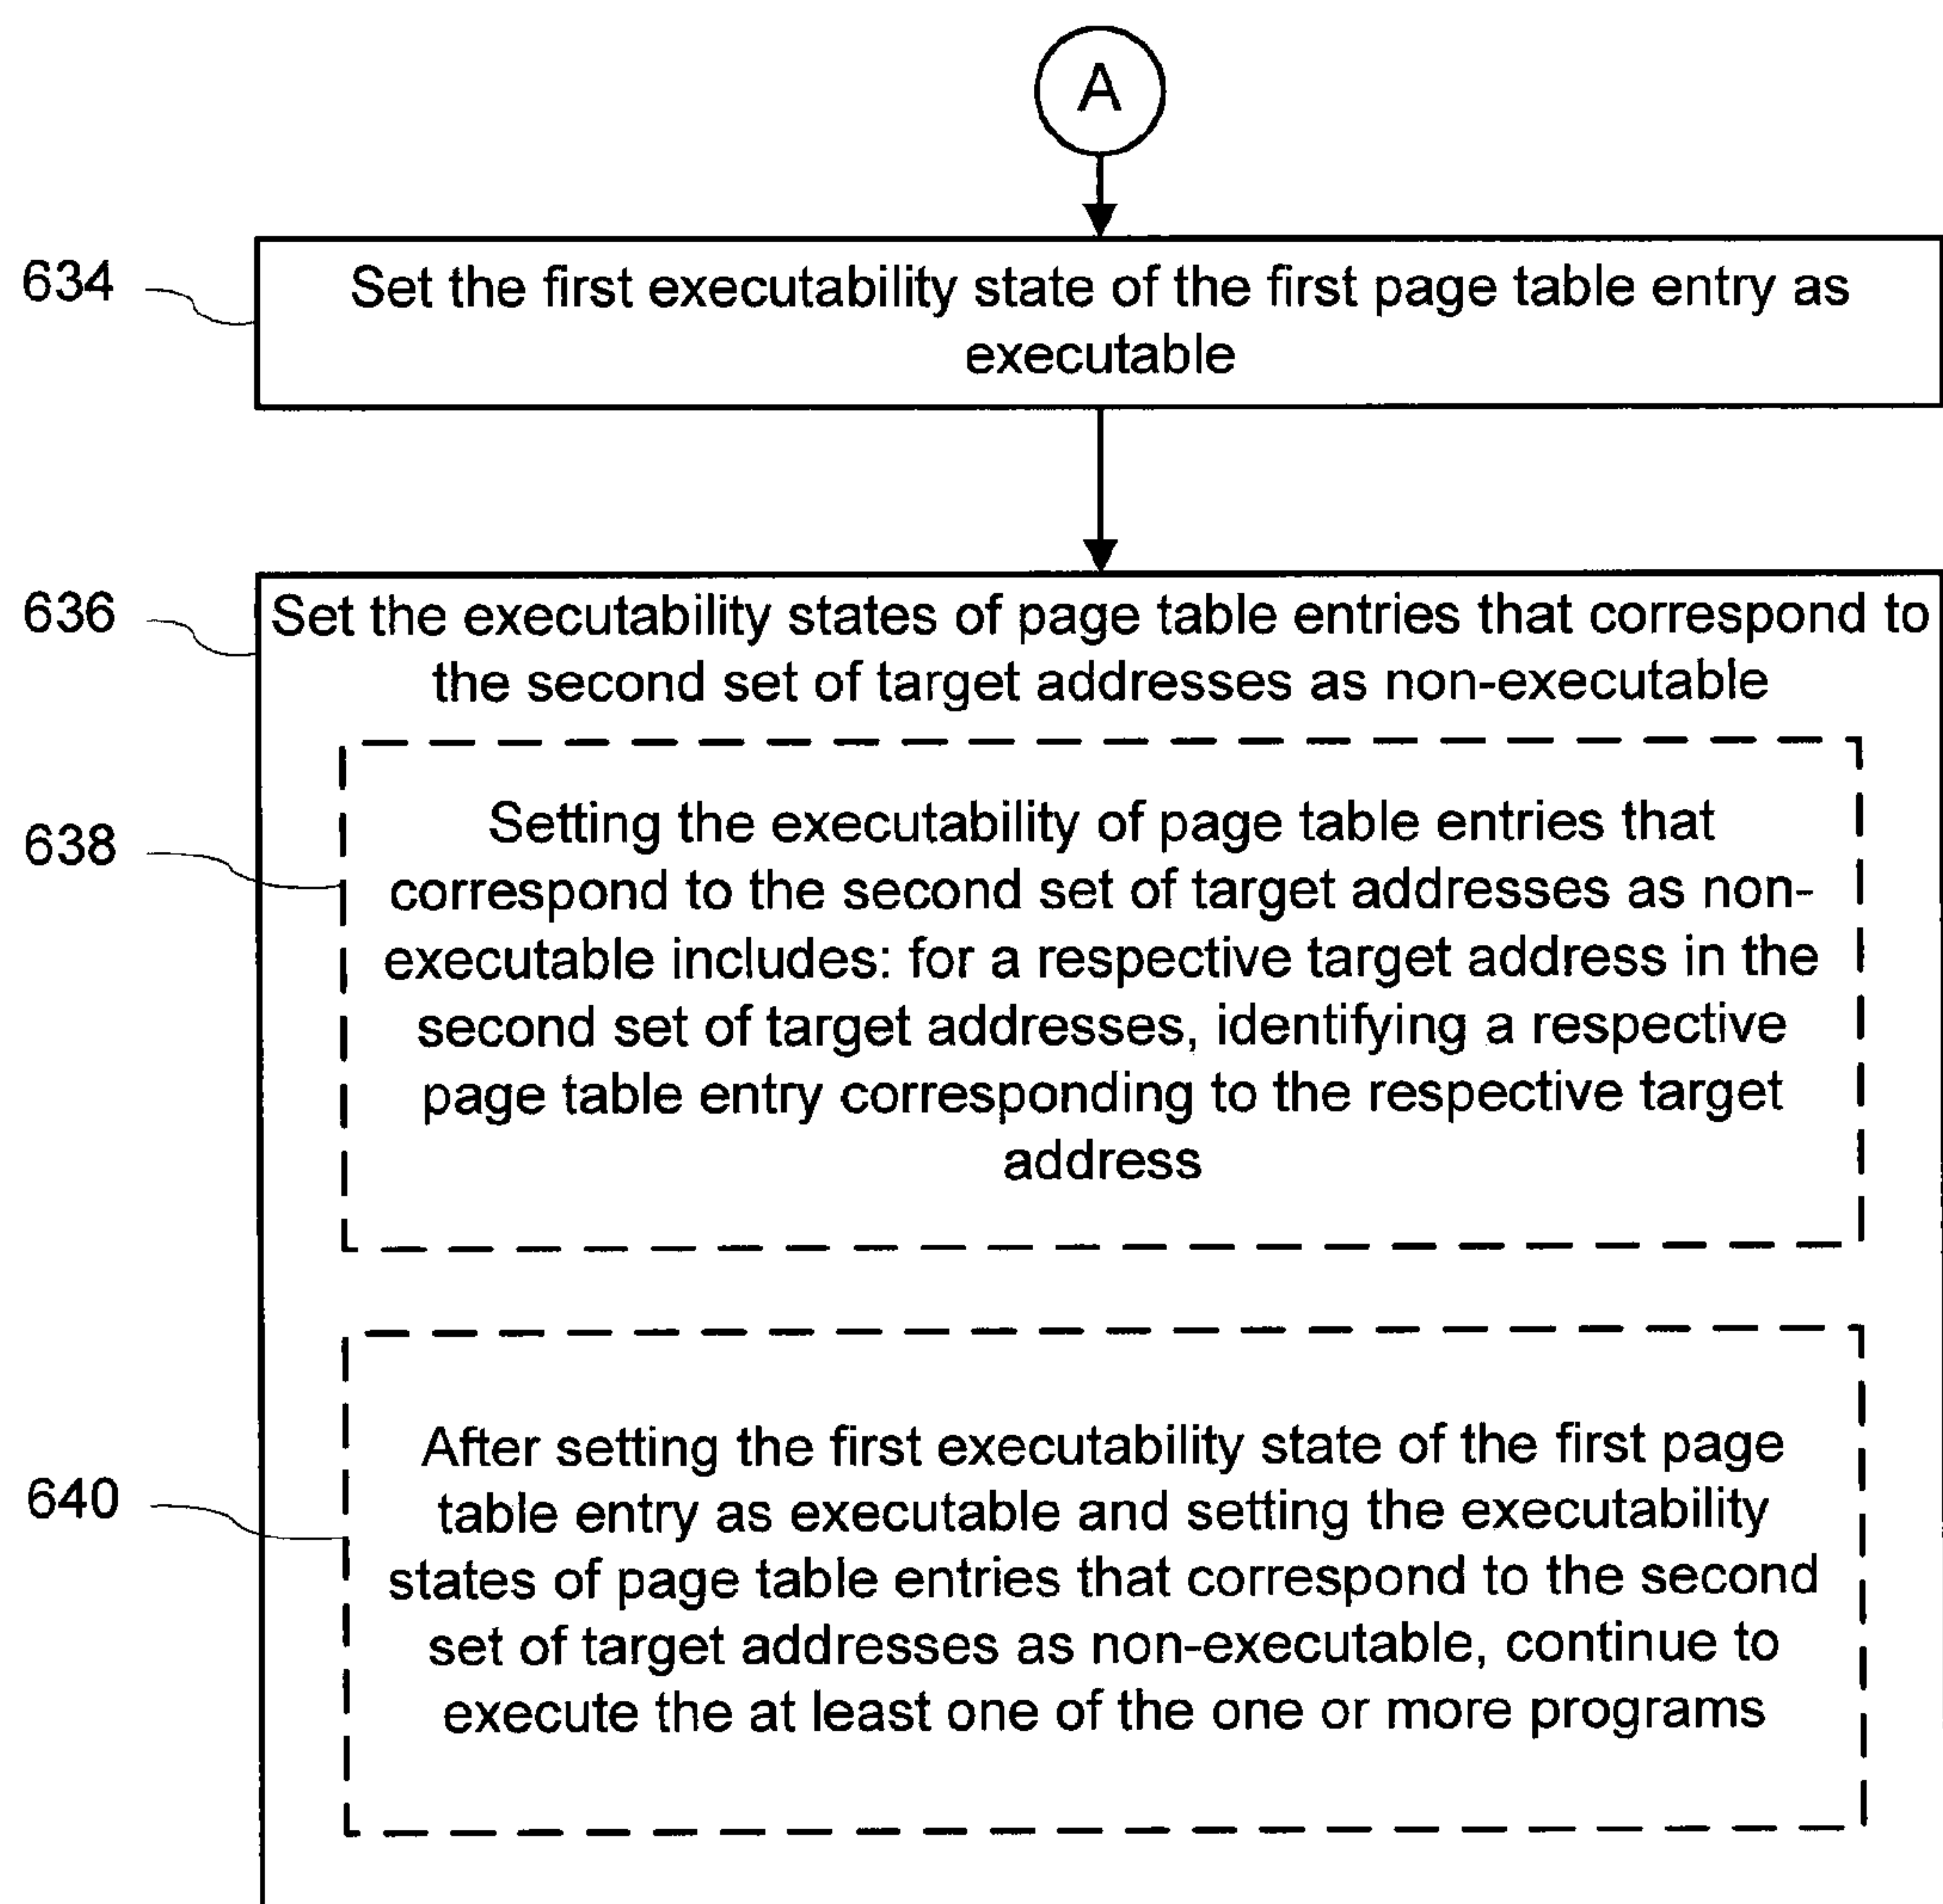 A
634
Set the first executability state of the first page table entry as
executable
636
Set the executability states of page table entries that correspond to
the second set of target addresses as non-executable
638
Setting the executability of page table entries that
correspond to the second set of target addresses as non-
executable includes: for a respective target address in the
second set of target addresses, identifying a respective
page table entry corresponding to the respective target
address
640
After setting the first executability state of the first page
table entry as executable and setting the executability
states of page table entries that correspond to the second
set of target addresses as non-executable, continue to
execute the at least one of the one or more programs